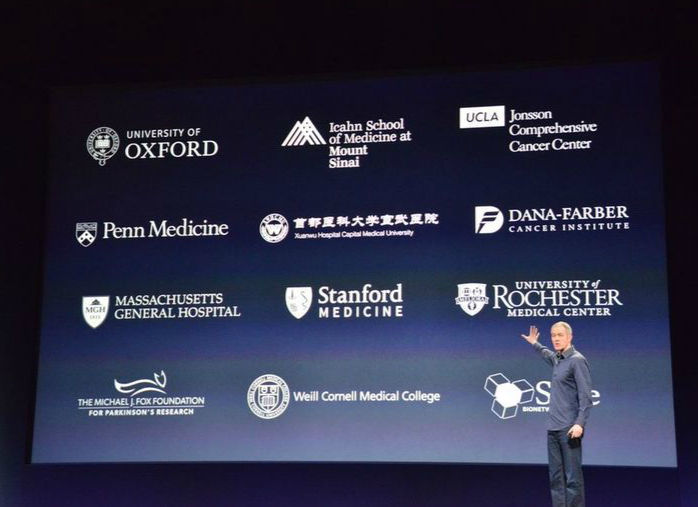 UNIVERSITY OF
OXFORD
Icahn School
of Medicine at
Mount
Sinai
UCLA
Jonsson
Comprehensive
Cancer Center
Penn Medicine
首都医科大学宣武医院
Xuanwu Hospital Capital Medical University
DANA-FARBER
CANCER INSTITUTE
MGH
1811
MASSACHUSETTS
GENERAL HOSPITAL
Stanford
MEDICINE
UNIVERSITY of
ROCHESTER
MEDICAL CENTER
THE MICHAEL J. FOX FOUNDATION
FOR PARKINSON'S RESEARCH
Weill Cornell Medical College